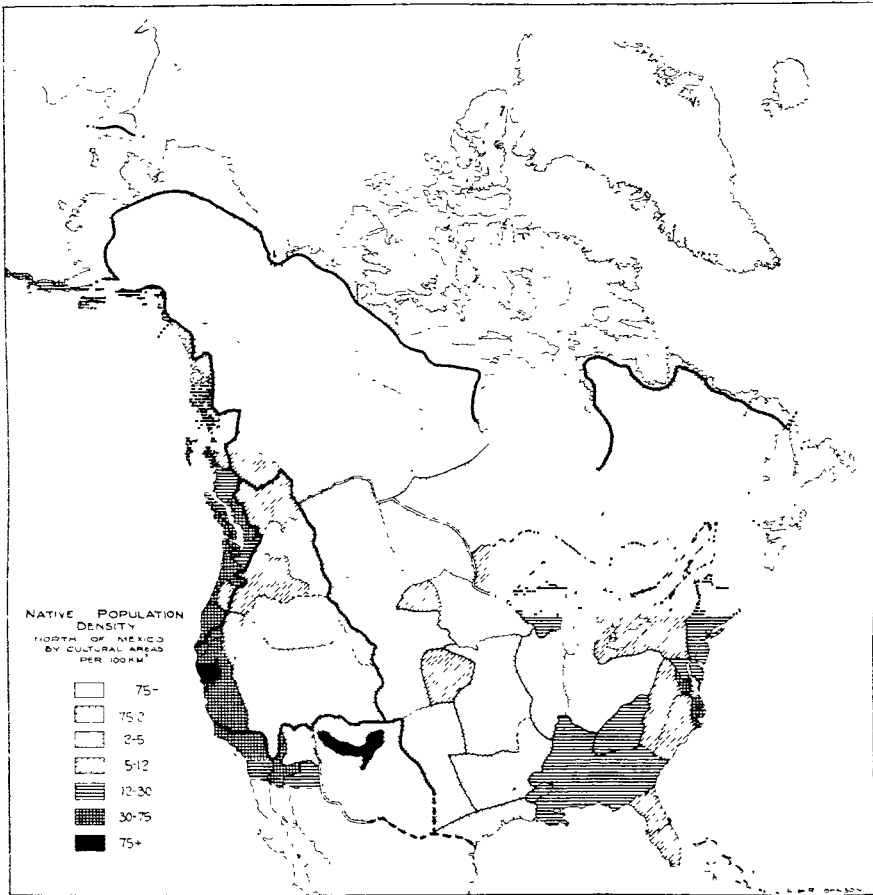 NATIVE POPULATION
DENSITY
NORTH OF MEXICO
BY CULTURAL AREAS
PER 100 KM²
75-
75-2
2-5
5-12
12-30
30-75
75+